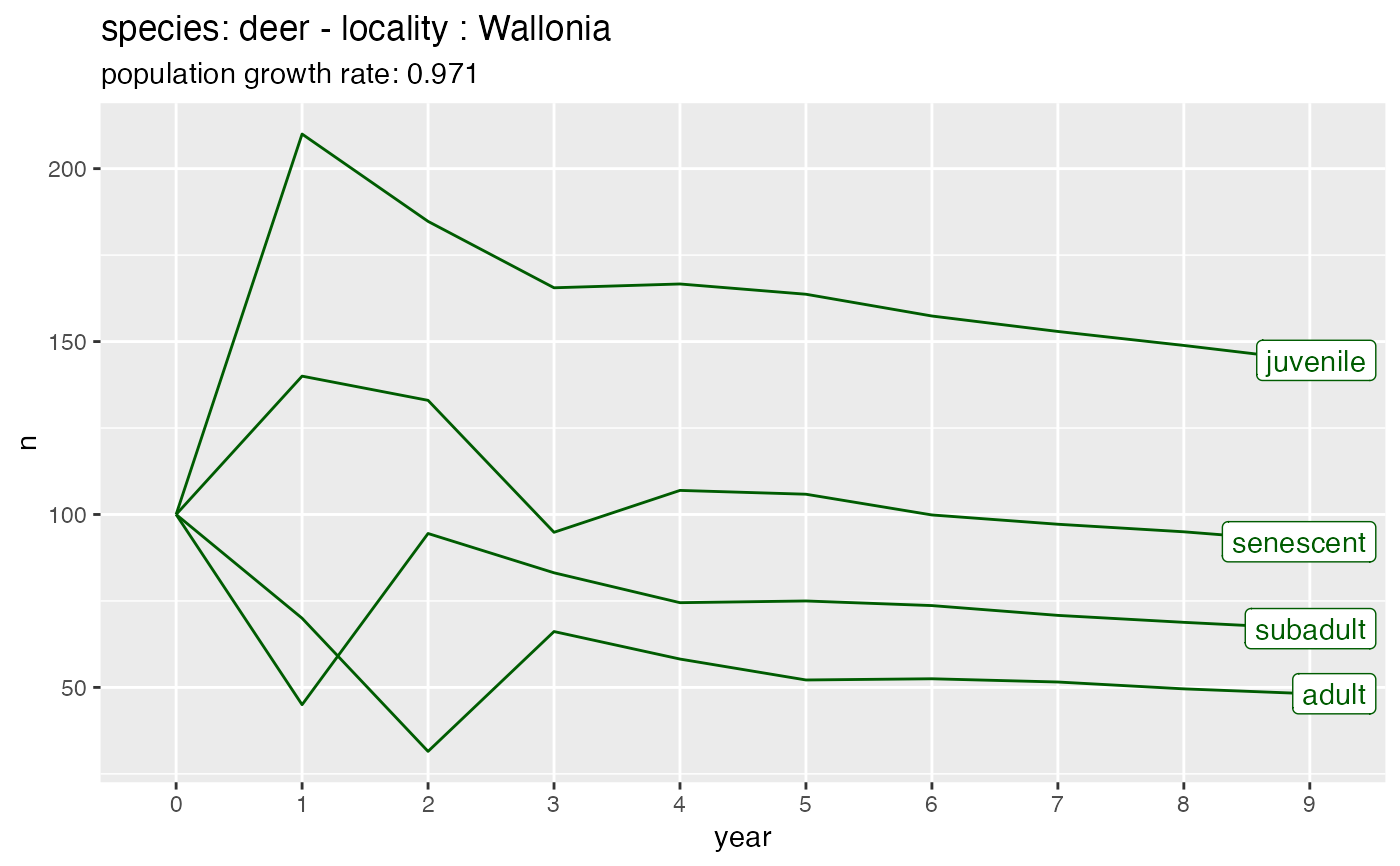 species: deer - locality : Wallonia
population growth rate: 0.971
200
150
100
50
n
juvenile
senescent
subadult
adult
0 1 2 3 4 5 6 7 8 9
year